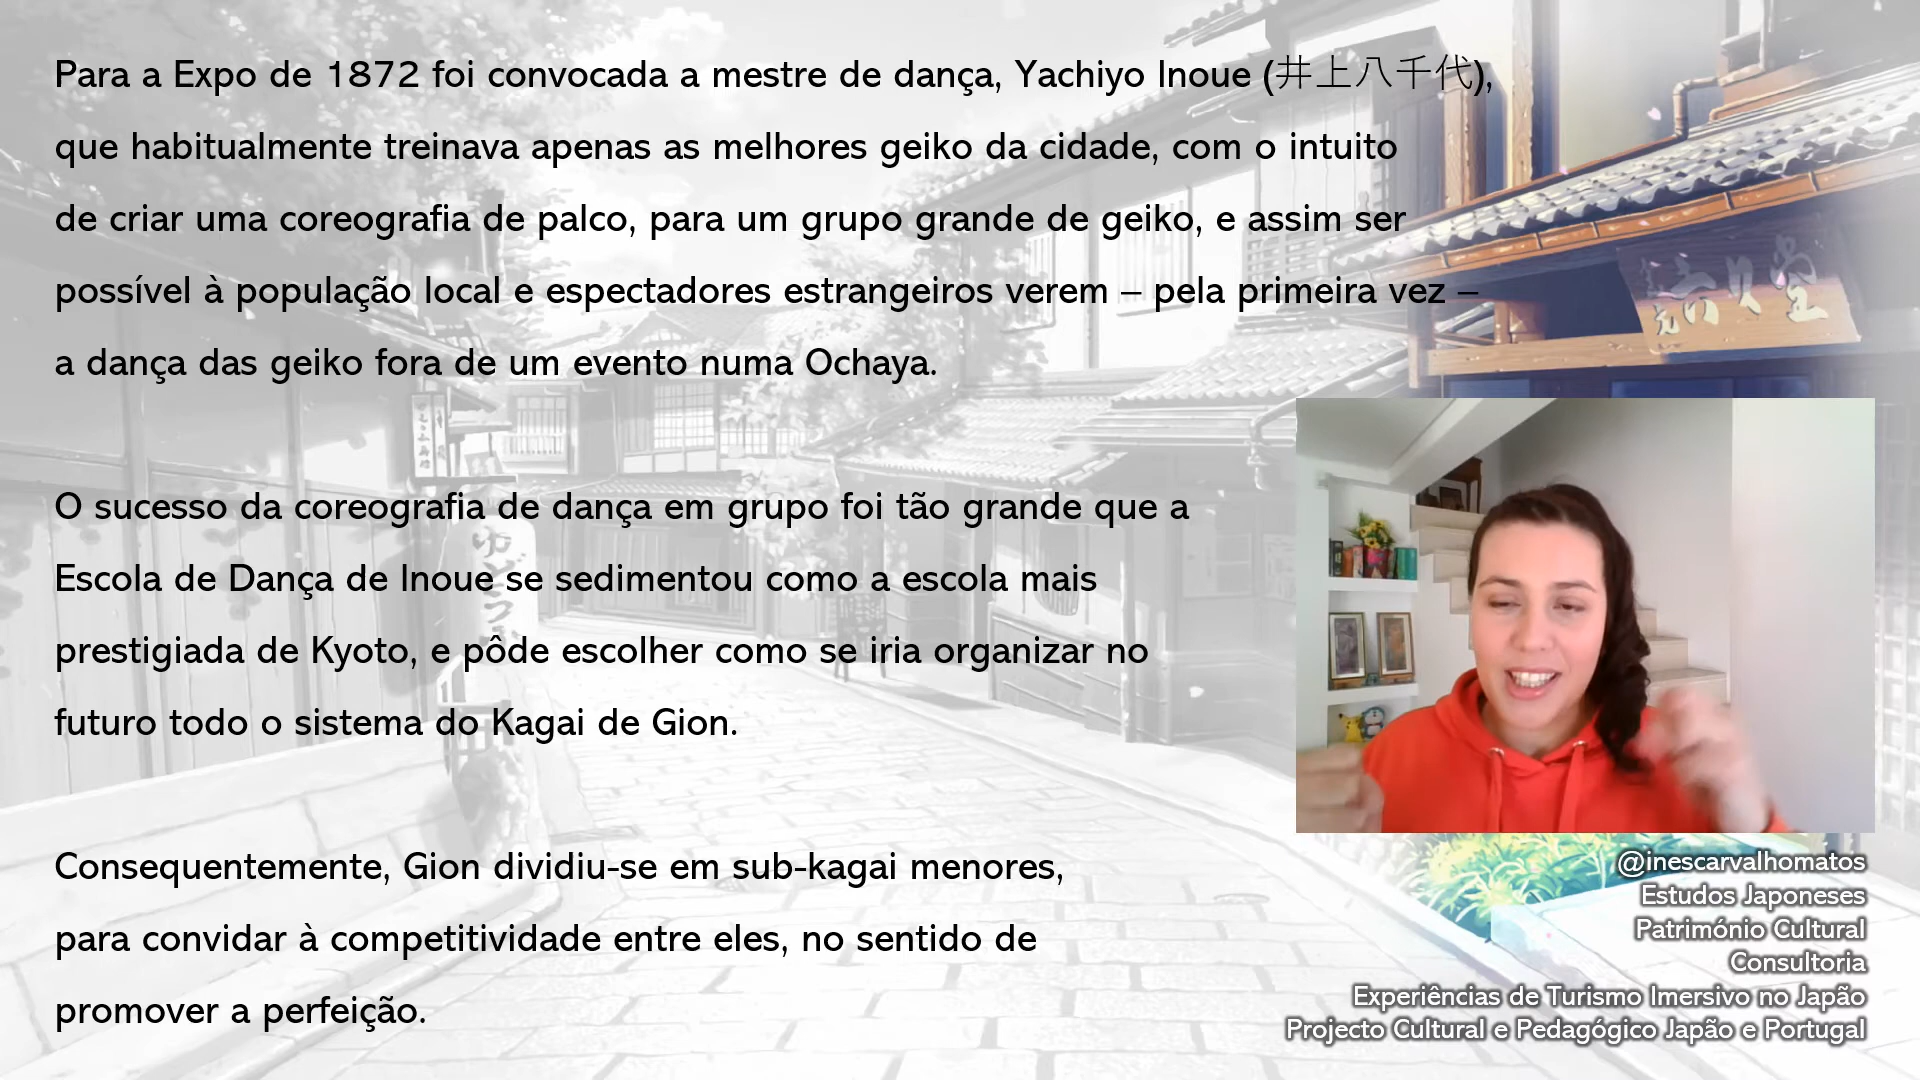 Para a Expo de 1872 foi convocada a mestre de dança, Yachiyo Inoue (井上八千代),
que habitualmente treinava apenas as melhores geiko da cidade, com o intuito
de criar uma coreografia de palco, para um grupo grande de geiko, e assim ser
possível à população local e espectadores estrangeiros verem – pela primeira vez –
a dança das geiko fora de um evento numa Ochaya.
O sucesso da coreografia de dança em grupo foi tão grande que a
Escola de Dança de Inoue se sedimentou como a escola mais
prestigiada de Kyoto, e pôde escolher como se iria organizar no
futuro todo o sistema do Kagai de Gion.
Consequentemente, Gion dividiu-se em sub-kagai menores,
para convidar à competitividade entre eles, no sentido de
promover a perfeição.
@inescarvalhomatos
Estudos Japoneses
Património Cultural
Consultoria
Experiências de Turismo Imersivo no Japão
Projecto Cultural e Pedagógico Japão e Portugal